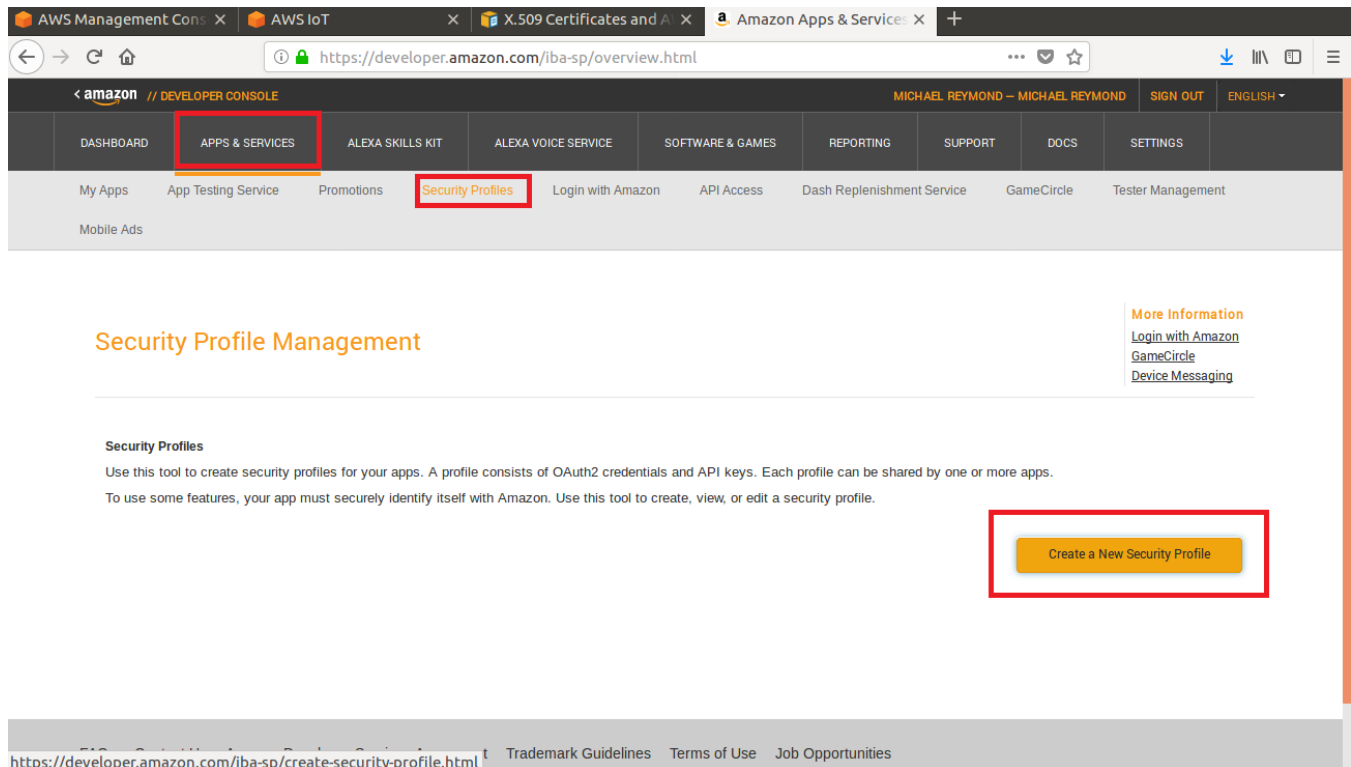 AWS Management Cons
AWS IoT
X.509 Certificates and A
Amazon Apps & Services
https://developer.amazon.com/iba-sp/overview.html
< amazon // DEVELOPER CONSOLE
MICHAEL REYMOND – MICHAEL REYMOND
SIGN OUT
ENGLISH
DASHBOARD
APPS & SERVICES
ALEXA SKILLS KIT
ALEXA VOICE SERVICE
SOFTWARE & GAMES
REPORTING
SUPPORT
DOCS
SETTINGS
My Apps
App Testing Service
Promotions
Security Profiles
Login with Amazon
API Access
Dash Replenishment Service
GameCircle
Tester Management
Mobile Ads
Security Profile Management
More Information
Login with Amazon
GameCircle
Device Messaging
Security Profiles
Use this tool to create security profiles for your apps. A profile consists of OAuth2 credentials and API keys. Each profile can be shared by one or more apps.
To use some features, your app must securely identify itself with Amazon. Use this tool to create, view, or edit a security profile.
Create a New Security Profile
Trademark Guidelines
Terms of Use
Job Opportunities
https://developer.amazon.com/iba-sp/create-security-profile.html